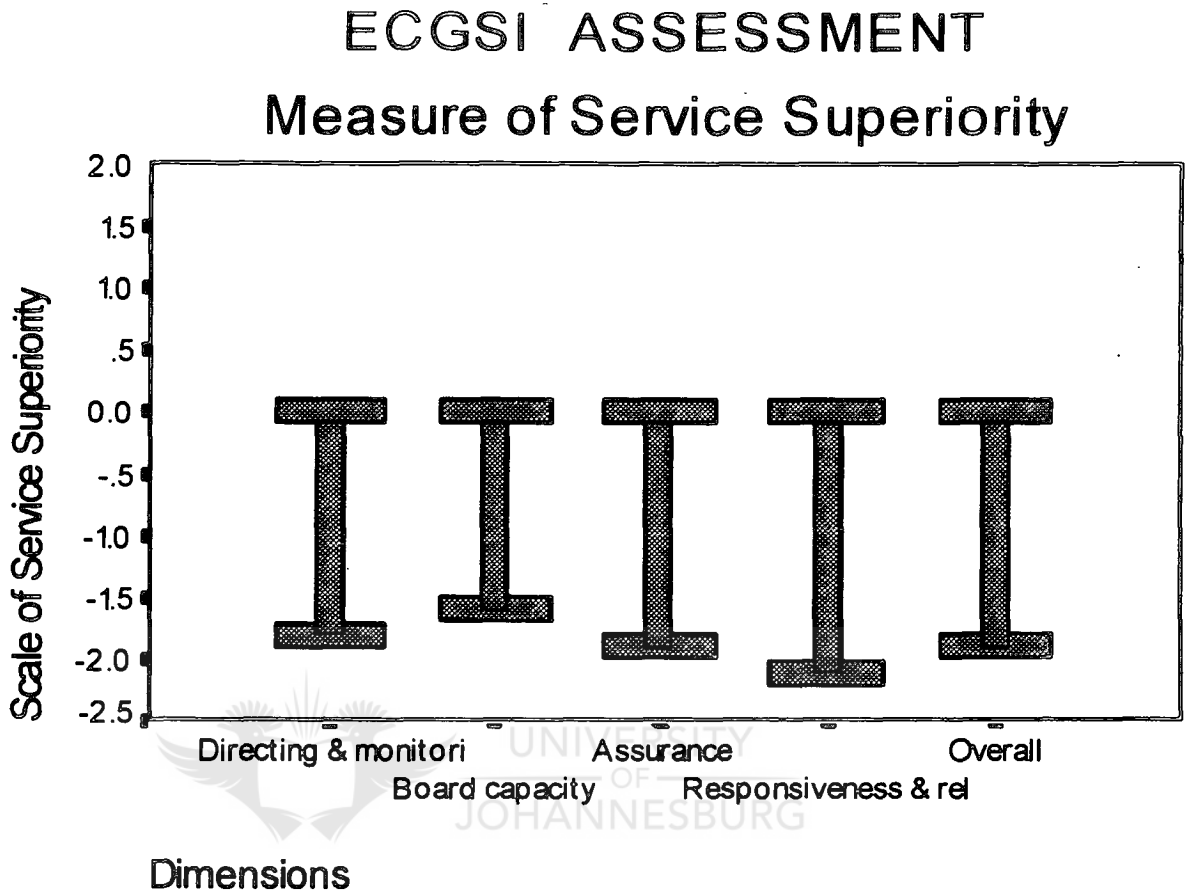 ECGSI ASSESSMENT
Measure of Service Superiority
Scale of Service Superiority
2.0
1.5
1.0
.5
0.0
-.5
-1.0
-1.5
-2.0
-2.5
Directing & monitori
Board capacity
Assurance
Responsiveness & rel
Overall
Dimensions
UNIVERSITY
OF
JOHANNESBURG